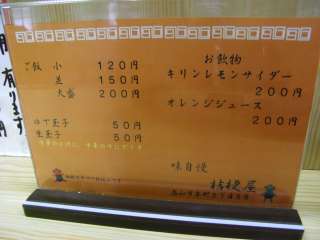 ご飯 小 120円
並 150円
大盛 200円
ゆで玉子 50円
生玉子 50円
お飲物
キリンレモンサイダー
200円
オレンジジュース
200円
味自慢
桔梗屋